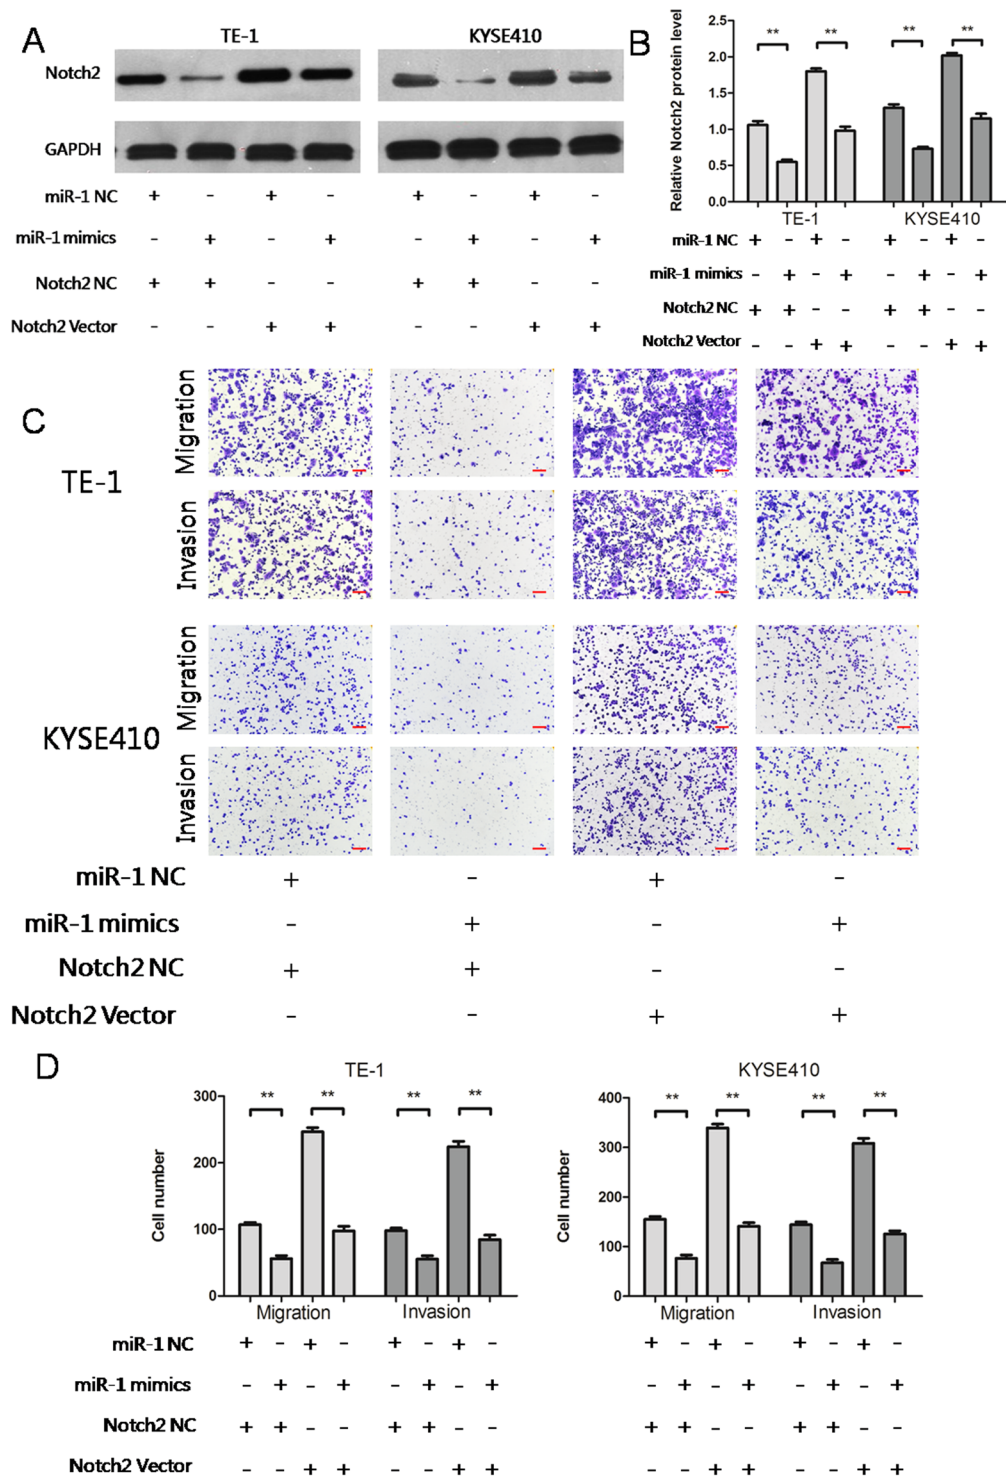 A
TE-1
KYSE410
Notch2
GAPDH
miR-1 NC + - + - + - + -
miR-1 mimics - + - + - + - +
Notch2 NC + + - - + + - -
Notch2 Vector - - + + - - + +
B
Relative Notch2 protein level
2.5
2.0
1.5
1.0
0.5
0.0
** ** ** **
TE-1 KYSE410
miR-1 NC + - + - + - + -
miR-1 mimics - + - + - + - +
Notch2 NC + + - - + + - -
Notch2 Vector - - + + - - + +
C
TE-1
Migration
Invasion
KYSE410
Migration
Invasion
miR-1 NC + - + -
miR-1 mimics - + - +
Notch2 NC + + - -
Notch2 Vector - - + +
D
TE-1
Cell number
300
200
100
0
** ** ** **
Migration Invasion
KYSE410
Cell number
400
300
200
100
0
** ** ** **
Migration Invasion
miR-1 NC + - + - + - + - + - + - + - + -
miR-1 mimics - + - + - + - + - + - + - + - +
Notch2 NC + + - - + + - - + + - - + + - -
Notch2 Vector - - + + - - + + - - + + - - + +